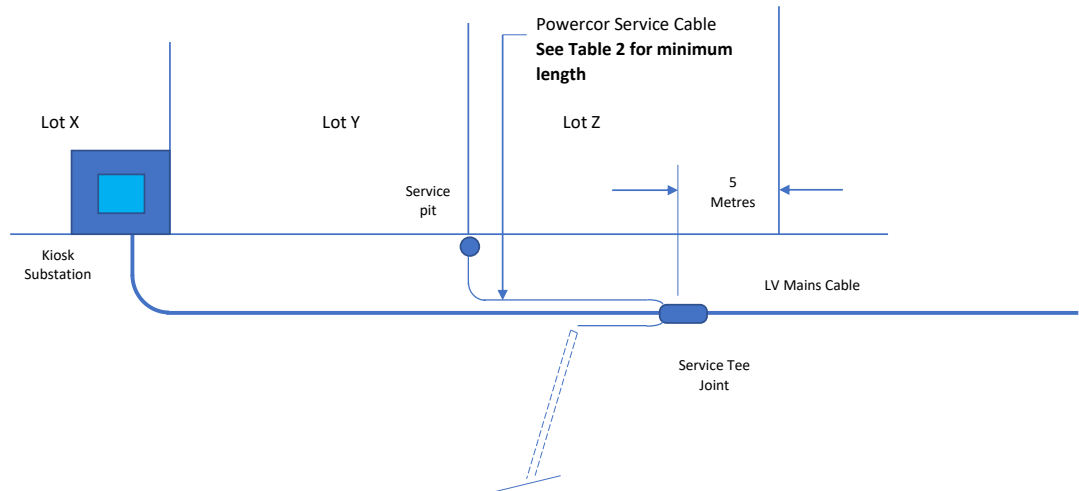 Powercor Service Cable
See Table 2 for minimum
length
Lot X
Lot Y
Lot Z
Service
pit
5
Metres
Kiosk
Substation
LV Mains Cable
Service Tee
Joint